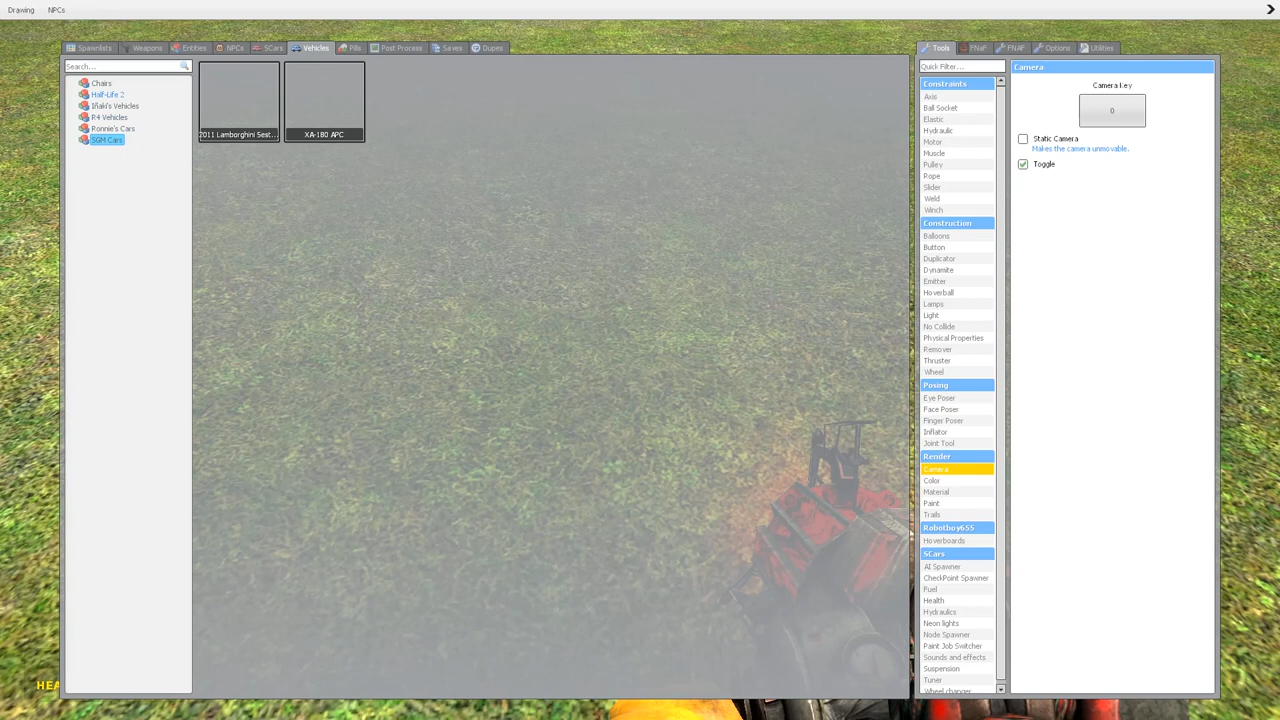 Drawing NPCs
Spawnlists Weapons Entities NPCs SCars Vehicles Pills Post Process Saves Dupes
Search...
Chairs
Half-Life 2
Iñaki's Vehicles
R4 Vehicles
Ronnie's Cars
SGM Cars
2011 Lamborghini Sest...
XA-180 APC
HEA
Tools FNaF FNAF Options Utilities
Quick Filter...
Constraints
Axis
Ball Socket
Elastic
Hydraulic
Motor
Muscle
Pulley
Rope
Slider
Weld
Winch
Construction
Balloons
Button
Duplicator
Dynamite
Emitter
Hoverball
Lamps
Light
No Collide
Physical Properties
Remover
Thruster
Wheel
Posing
Eye Poser
Face Poser
Finger Poser
Inflator
Joint Tool
Render
Camera
Color
Material
Paint
Trails
Robotboy655
Hoverboards
SCars
AI Spawner
CheckPoint Spawner
Fuel
Health
Hydraulics
Neon lights
Node Spawner
Paint Job Switcher
Sounds and effects
Suspension
Tuner
Wheel changer
Camera
Camera Key
0
Static Camera
Makes the camera unmovable.
Toggle